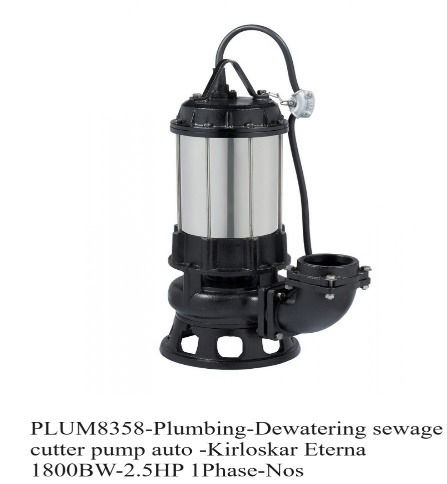 PLUM8358-Plumbing-Dewatering sewage
cutter pump auto -Kirloskar Eterna
1800BW-2.5HP 1Phase-Nos